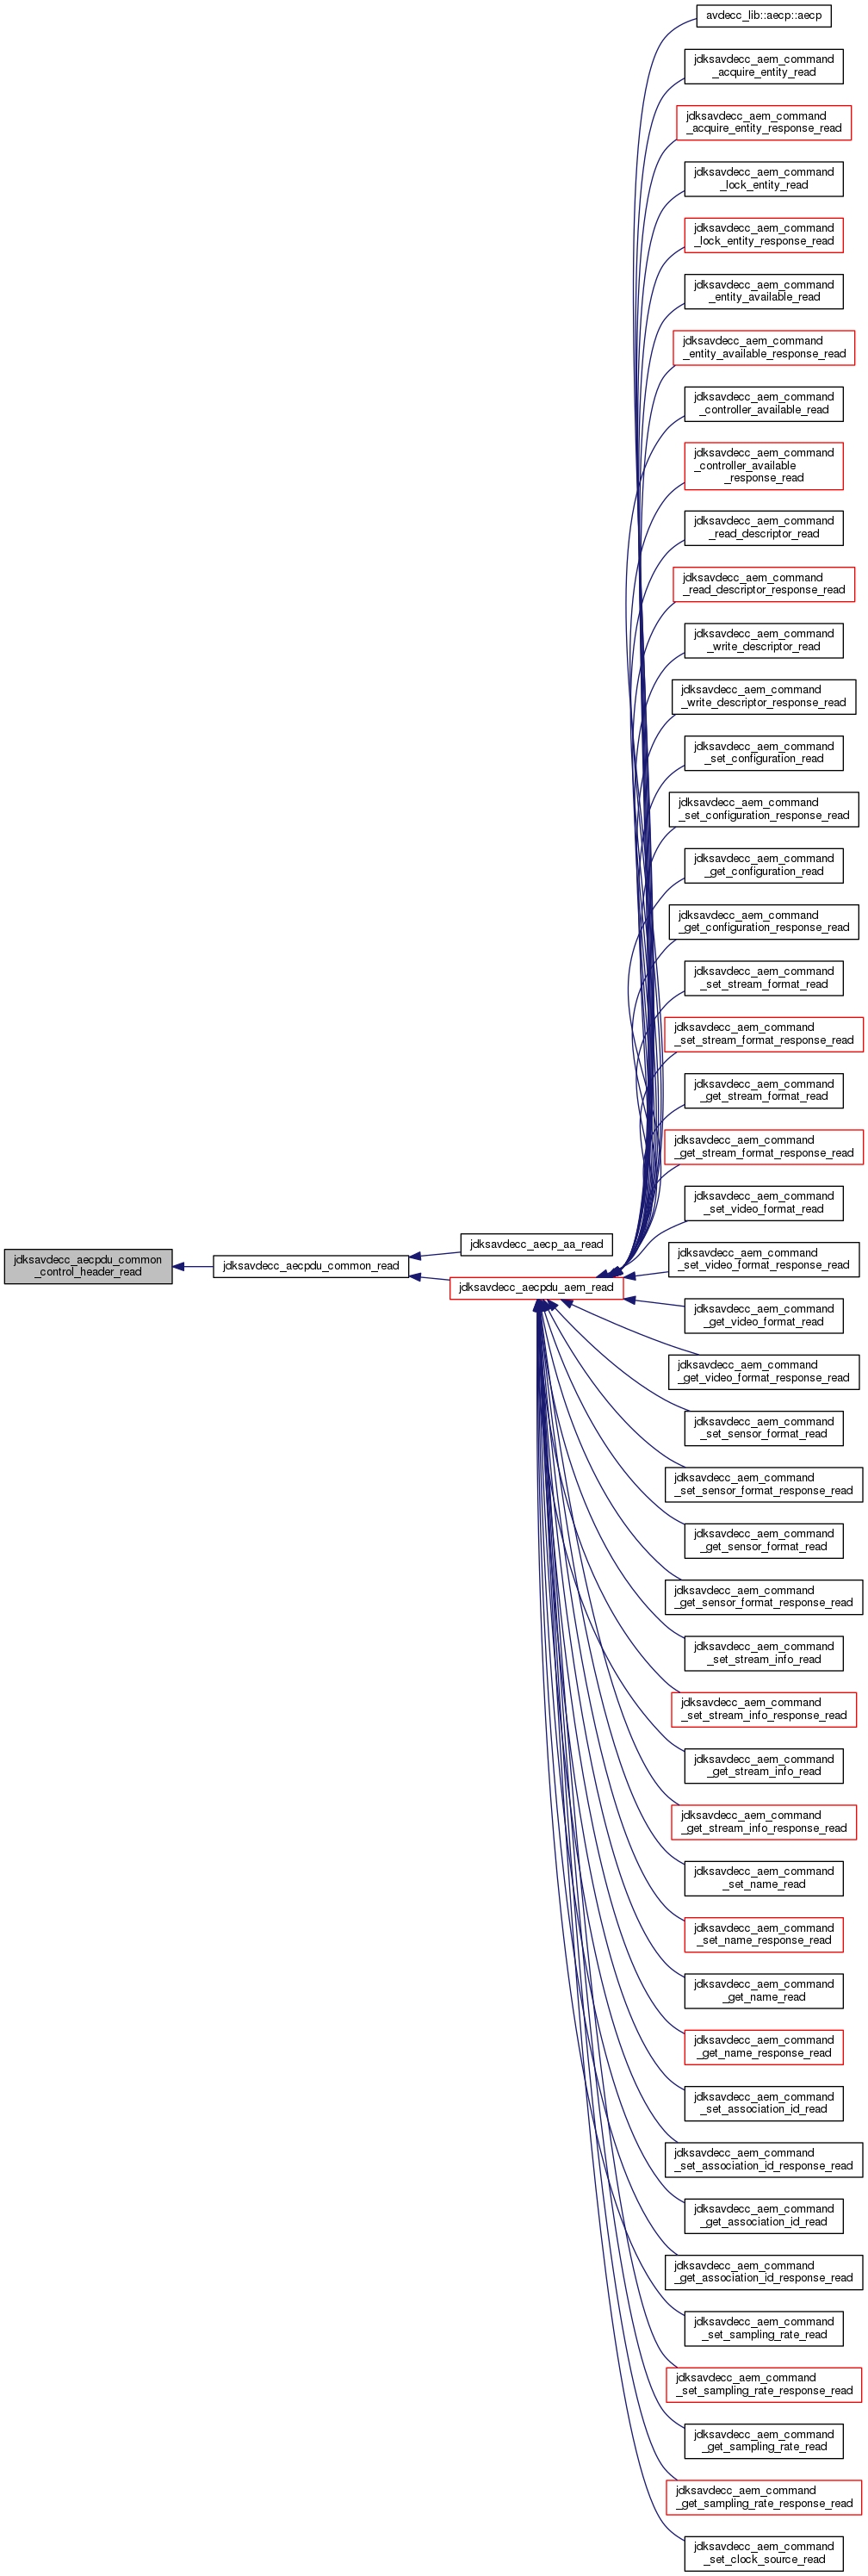 avdecc_lib::aecp::aecp
jdksavdecc_aem_command
_acquire_entity_read
jdksavdecc_aem_command
_acquire_entity_response_read
jdksavdecc_aem_command
_lock_entity_read
jdksavdecc_aem_command
_lock_entity_response_read
jdksavdecc_aem_command
_entity_available_read
jdksavdecc_aem_command
_entity_available_response_read
jdksavdecc_aem_command
_controller_available_read
jdksavdecc_aem_command
_controller_available
_response_read
jdksavdecc_aem_command
_read_descriptor_read
jdksavdecc_aem_command
_read_descriptor_response_read
jdksavdecc_aem_command
_write_descriptor_read
jdksavdecc_aem_command
_write_descriptor_response_read
jdksavdecc_aem_command
_set_configuration_read
jdksavdecc_aem_command
_set_configuration_response_read
jdksavdecc_aem_command
_get_configuration_read
jdksavdecc_aem_command
_get_configuration_response_read
jdksavdecc_aem_command
_set_stream_format_read
jdksavdecc_aem_command
_set_stream_format_response_read
jdksavdecc_aem_command
_get_stream_format_read
jdksavdecc_aem_command
_get_stream_format_response_read
jdksavdecc_aem_command
_set_video_format_read
jdksavdecc_aecpdu_common
_control_header_read
jdksavdecc_aecpdu_common_read
jdksavdecc_aecp_aa_read
jdksavdecc_aecpdu_aem_read
jdksavdecc_aem_command
_set_video_format_response_read
jdksavdecc_aem_command
_get_video_format_read
jdksavdecc_aem_command
_get_video_format_response_read
jdksavdecc_aem_command
_set_sensor_format_read
jdksavdecc_aem_command
_set_sensor_format_response_read
jdksavdecc_aem_command
_get_sensor_format_read
jdksavdecc_aem_command
_get_sensor_format_response_read
jdksavdecc_aem_command
_set_stream_info_read
jdksavdecc_aem_command
_set_stream_info_response_read
jdksavdecc_aem_command
_get_stream_info_read
jdksavdecc_aem_command
_get_stream_info_response_read
jdksavdecc_aem_command
_set_name_read
jdksavdecc_aem_command
_set_name_response_read
jdksavdecc_aem_command
_get_name_read
jdksavdecc_aem_command
_get_name_response_read
jdksavdecc_aem_command
_set_association_id_read
jdksavdecc_aem_command
_set_association_id_response_read
jdksavdecc_aem_command
_get_association_id_read
jdksavdecc_aem_command
_get_association_id_response_read
jdksavdecc_aem_command
_set_sampling_rate_read
jdksavdecc_aem_command
_set_sampling_rate_response_read
jdksavdecc_aem_command
_get_sampling_rate_read
jdksavdecc_aem_command
_get_sampling_rate_response_read
jdksavdecc_aem_command
_set_clock_source_read